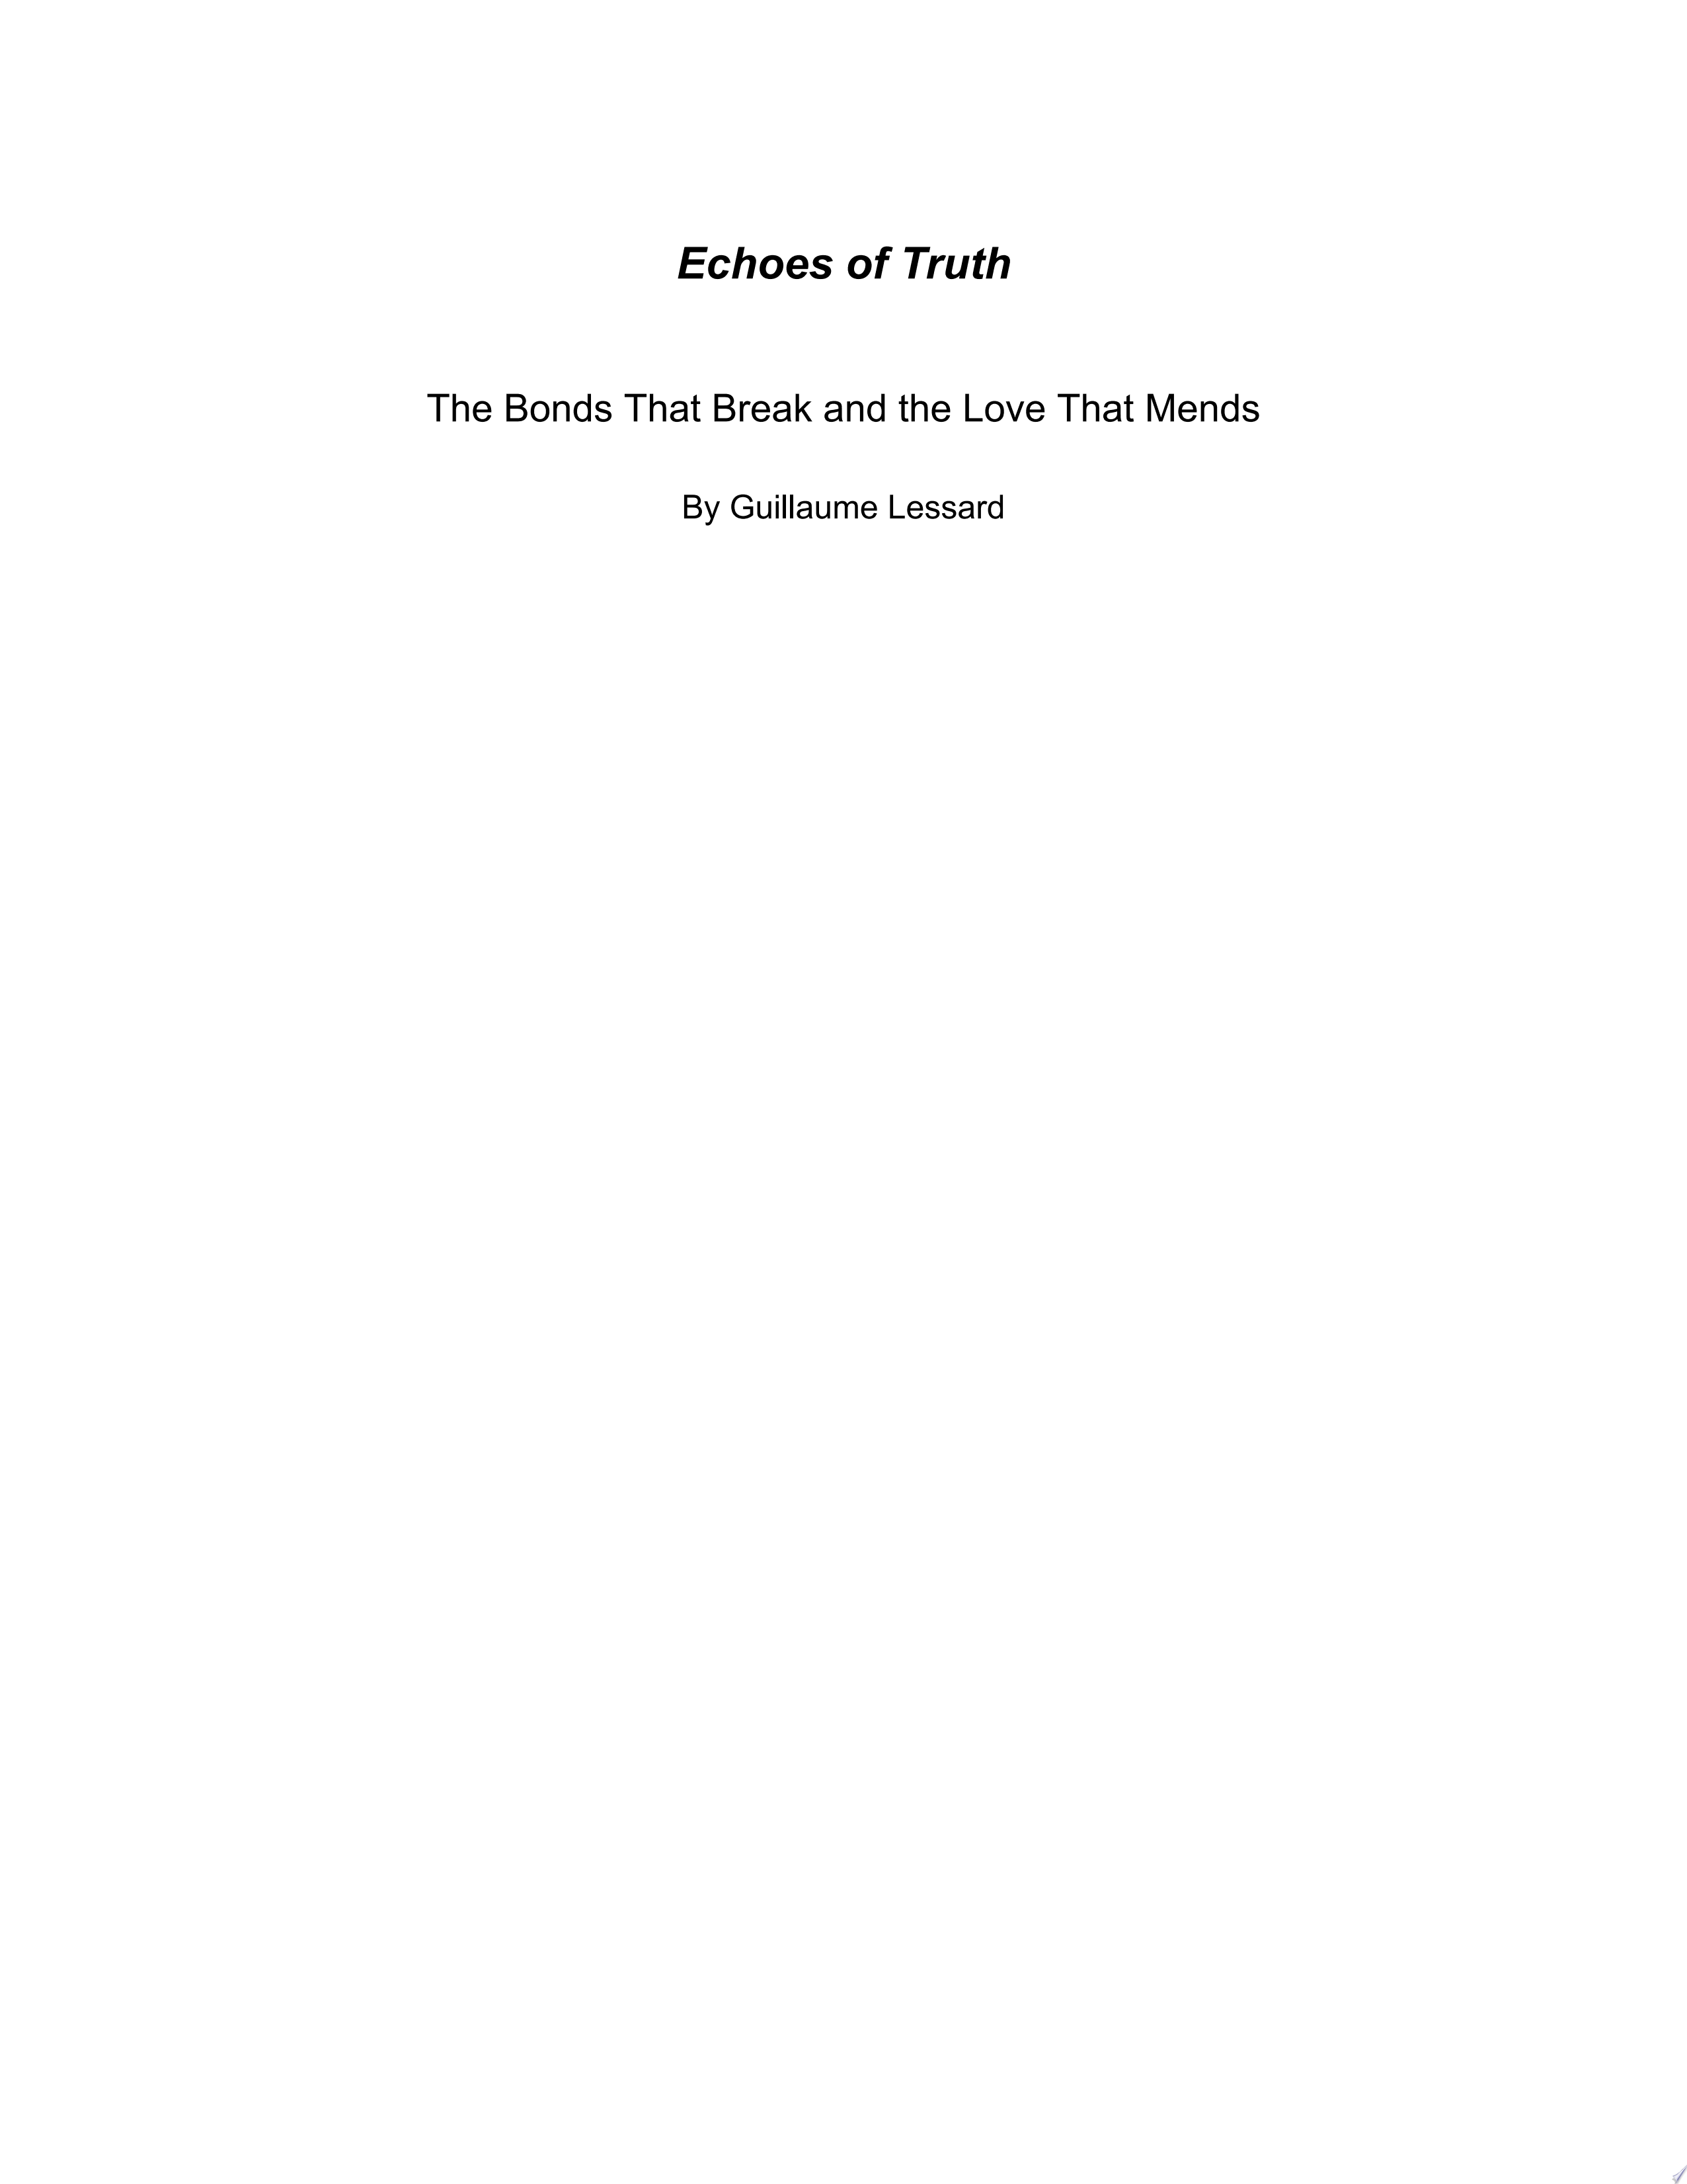 Echoes of Truth
The Bonds That Break and the Love That Mends
By Guillaume Lessard